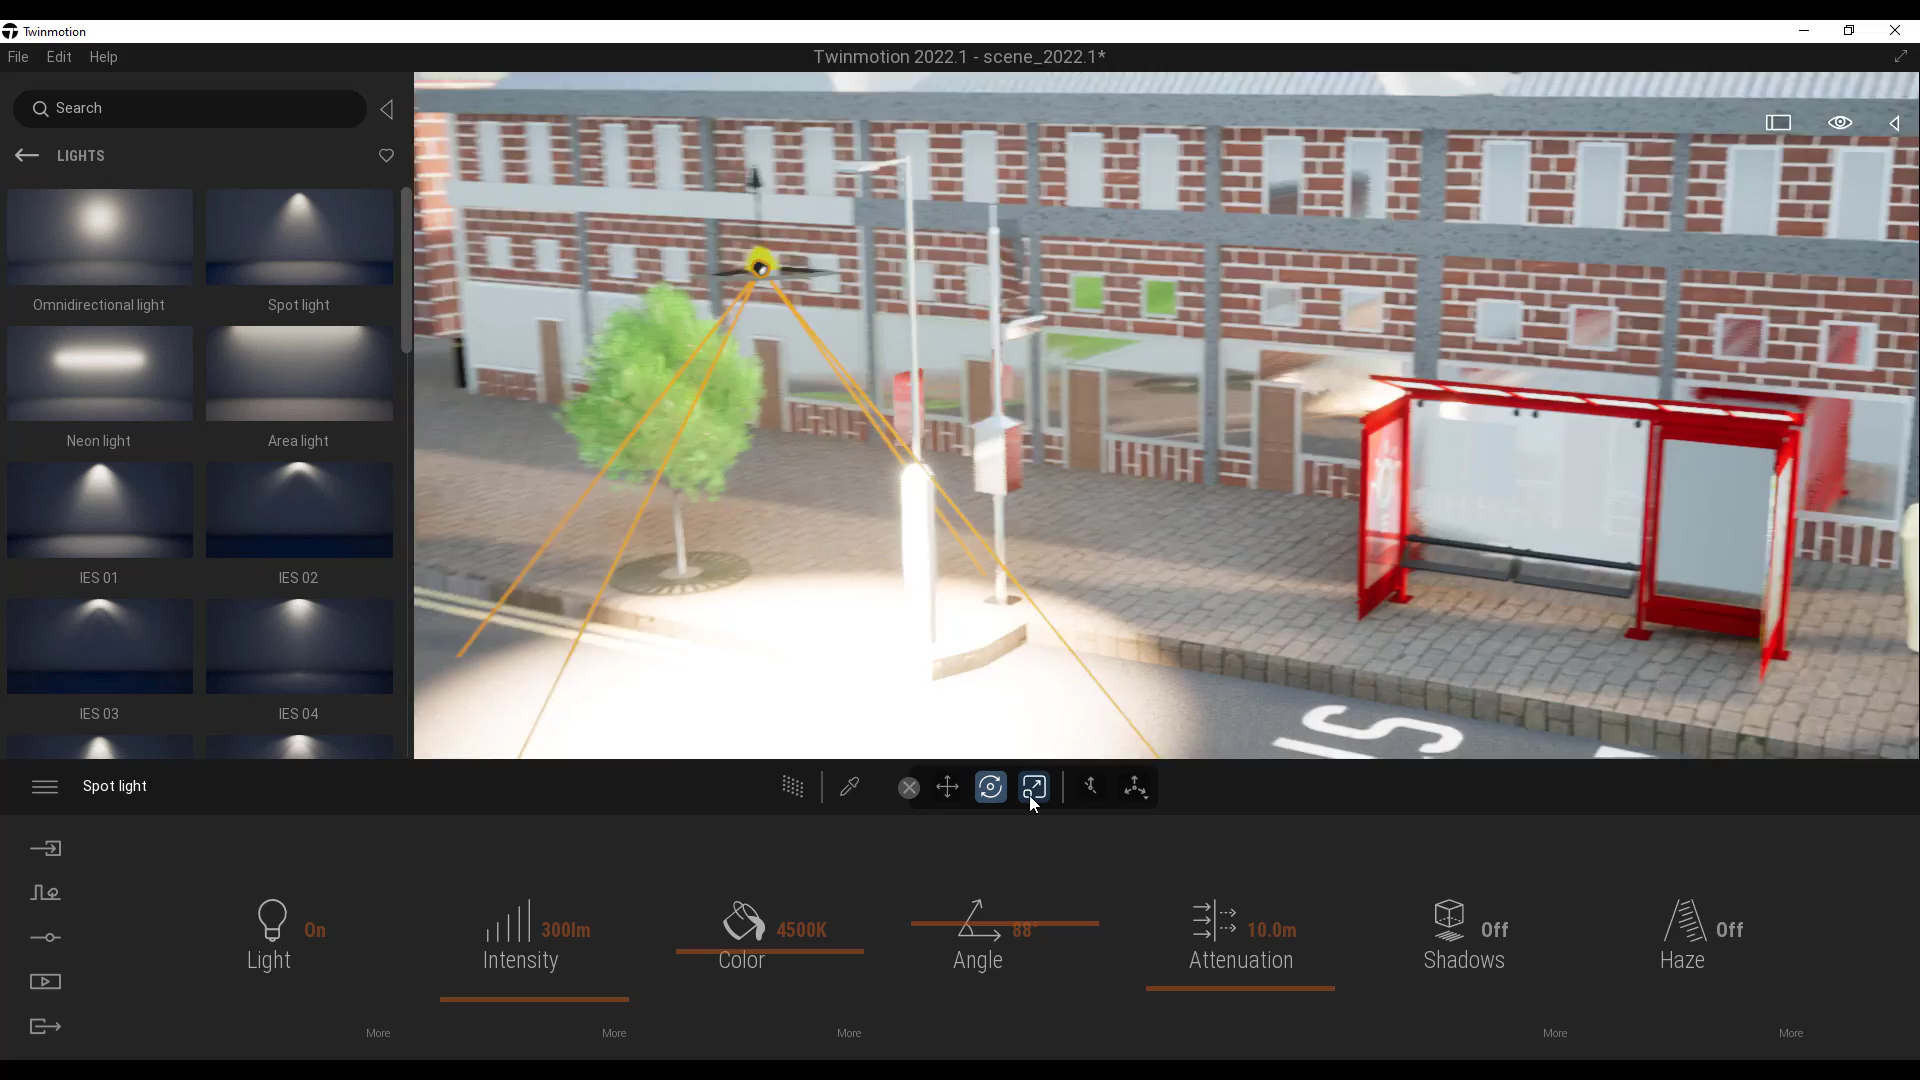 Twinmotion
File Edit Help
Twinmotion 2022.1 - scene_2022.1*
Search
LIGHTS
Omnidirectional light
Spot light
Neon light
Area light
IES 01
IES 02
IES 03
IES 04
Spot light
On
Light
More
300lm
Intensity
More
4500K
Color
More
88°
Angle
10.0m
Attenuation
Off
Shadows
More
Off
Haze
More